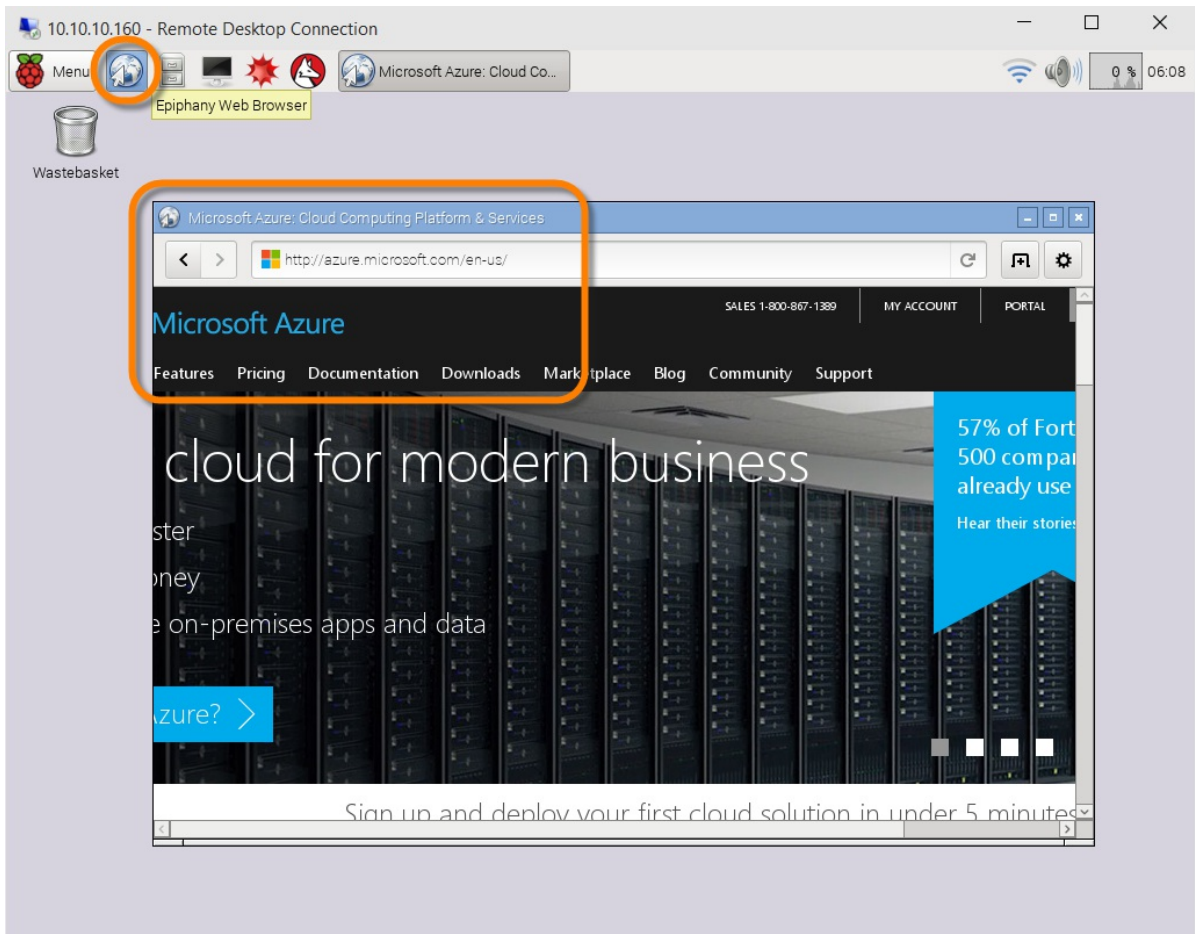 10.10.10.160 - Remote Desktop Connection
Menu
Microsoft Azure: Cloud Co...
0 %
06:08
Epiphany Web Browser
Wastebasket
Microsoft Azure: Cloud Computing Platform & Services
http://azure.microsoft.com/en-us/
SALES 1-800-867-1389 MY ACCOUNT PORTAL
Microsoft Azure
Features Pricing Documentation Downloads Marketplace Blog Community Support
cloud for modern business
ster
oney
e on-premises apps and data
Azure?
57% of Fort
500 compan
already use
Hear their stories
Sign up and deploy your first cloud solution in under 5 minutes